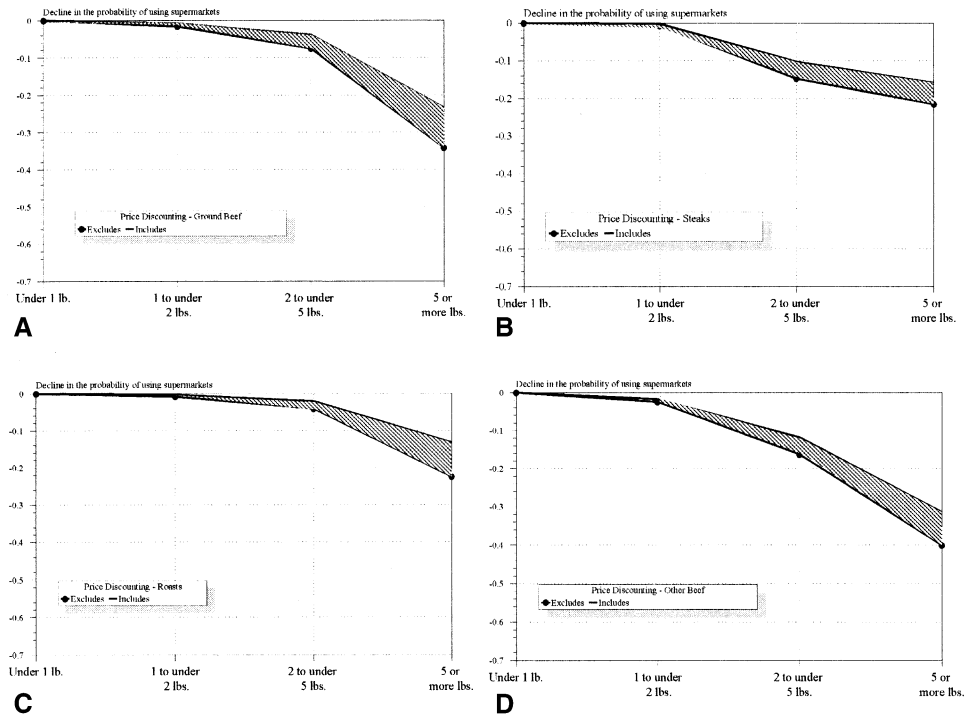 Decline in the probability of using supermarkets
0
-0.1
-0.2
-0.3
-0.4
-0.5
-0.6
-0.7
Price Discounting - Ground Beef
Excludes Includes
Under 1 lb. 1 to under 2 to under 5 or
2 lbs. 5 lbs. more lbs.
A
Decline in the probability of using supermarkets
0
-0.1
-0.2
-0.3
-0.4
-0.5
-0.6
-0.7
Price Discounting - Steaks
Excludes Includes
Under 1 lb. 1 to under 2 to under 5 or
2 lbs. 5 lbs. more lbs.
B
Decline in the probability of using supermarkets
0
-0.1
-0.2
-0.3
-0.4
-0.5
-0.6
-0.7
Price Discounting - Roasts
Excludes Includes
Under 1 lb. 1 to under 2 to under 5 or
2 lbs. 5 lbs. more lbs.
C
Decline in the probability of using supermarkets
0
-0.1
-0.2
-0.3
-0.4
-0.5
-0.6
-0.7
Price Discounting - Other Beef
Excludes Includes
Under 1 lb. 1 to under 2 to under 5 or
2 lbs. 5 lbs. more lbs.
D